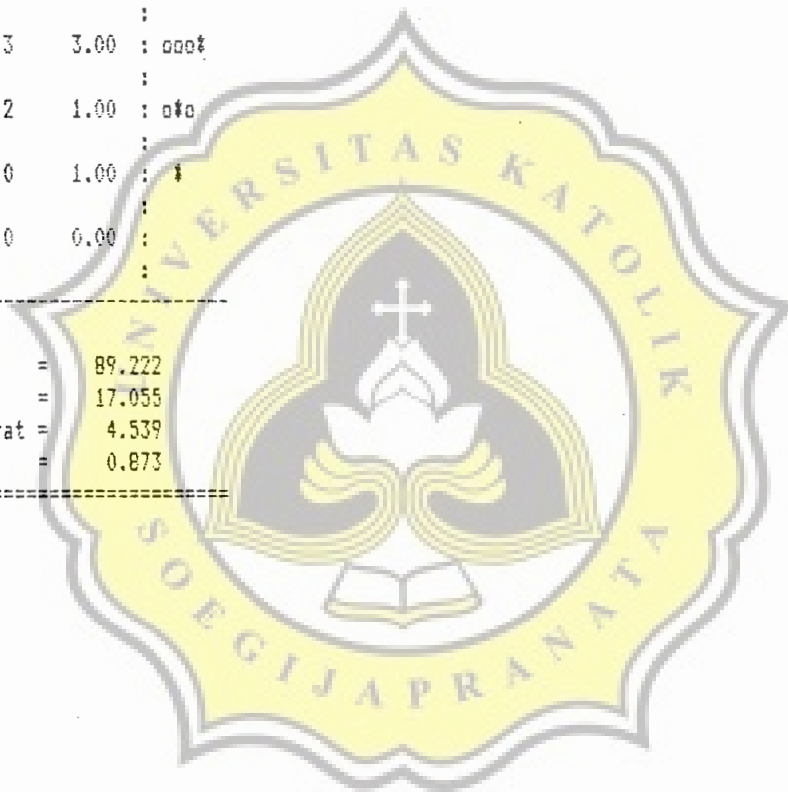 :
3 3.00 : ooo*
:
2 1.00 : o*o
:
0 1.00 : *
:
0 0.00 :
:
-----------------------
= 89.222
= 17.055
rat = 4.539
= 0.873
=======================
UNIVERSITAS KATOLIK
SOEGIJAPRANATA